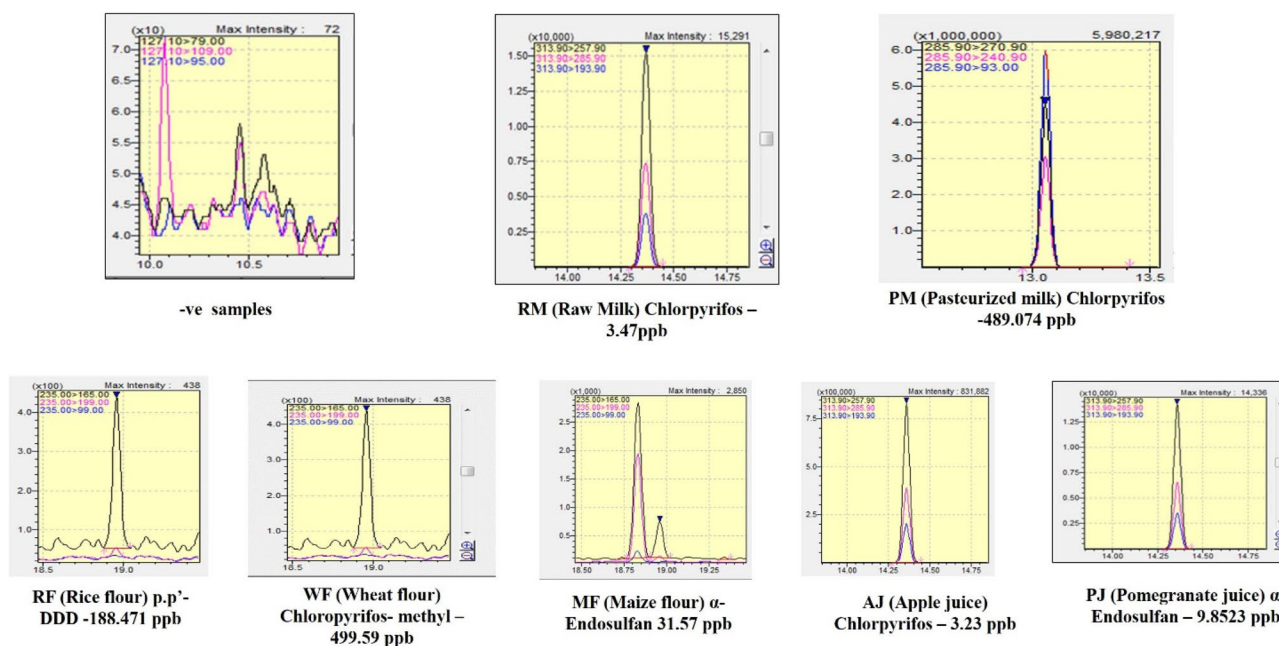 (x10) Max Intensity : 72
127.10>79.00
127.10>109.00
127.10>95.00
7.0
6.0
5.5
5.0
4.5
4.0
10.0 10.5
-ve samples
(x10,000) Max Intensity : 15,291
313.90>257.90
313.90>285.90
313.90>193.90
1.50
1.25
1.00
0.75
0.50
0.25
14.00 14.25 14.50 14.75
RM (Raw Milk) Chlorpyrifos –
3.47ppb
(x1,000,000) 5,980,217
285.90>270.90
285.90>240.90
285.90>93.00
6.0
5.0
4.0
3.0
2.0
1.0
13.0 13.5
PM (Pasteurized milk) Chlorpyrifos
-489.074 ppb
(x100) Max Intensity : 438
235.00>165.00
235.00>199.00
235.00>99.00
4.0
3.0
2.0
1.0
18.5 19.0
RF (Rice flour) p.p’-
DDD -188.471 ppb
(x100) Max Intensity : 438
235.00>165.00
235.00>199.00
235.00>99.00
4.0
3.0
2.0
1.0
18.5 19.0
WF (Wheat flour)
Chloropyrifos- methyl –
499.59 ppb
(x1,000) Max Intensity : 2,850
235.00>165.00
235.00>199.00
235.00>99.00
2.50
2.00
1.50
1.00
0.50
18.50 18.75 19.00 19.25
MF (Maize flour) α-
Endosulfan 31.57 ppb
(x100,000) Max Intensity : 831,882
313.90>257.90
313.90>285.90
313.90>193.90
7.5
5.0
2.5
14.00 14.25 14.50 14.75
AJ (Apple juice)
Chlorpyrifos – 3.23 ppb
(x10,000) Max Intensity : 14,336
313.90>257.90
313.90>285.90
313.90>193.90
1.25
1.00
0.75
0.50
0.25
14.00 14.25 14.50 14.75
PJ (Pomegranate juice) α
Endosulfan – 9.8523 ppb